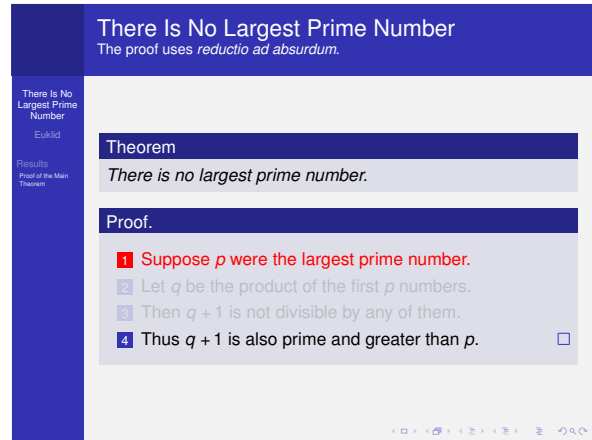 There Is No Largest Prime Number
The proof uses reductio ad absurdum.
There Is No
Largest Prime
Number
Euklid
Results
Proof of the Main
Theorem
Theorem
There is no largest prime number.
Proof.
1 Suppose p were the largest prime number.
2 Let q be the product of the first p numbers.
3 Then q + 1 is not divisible by any of them.
4 Thus q + 1 is also prime and greater than p. □